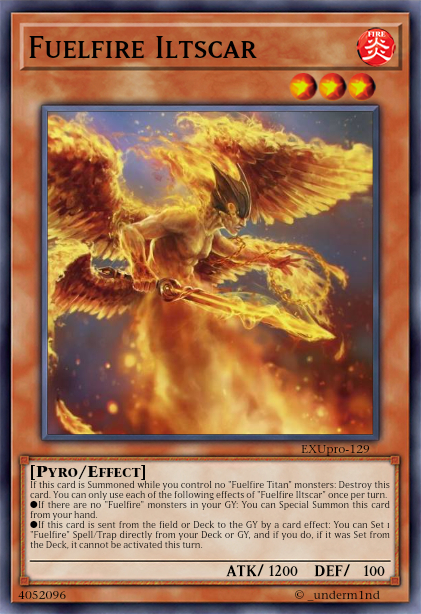 Fuelfire Iltscar
FIRE
炎
EXUpro-129
[Pyro/Effect]
If this card is Summoned while you control no "Fuelfire Titan" monsters: Destroy this
card. You can only use each of the following effects of "Fuelfire Iltscar" once per turn.
●If there are no "Fuelfire" monsters in your GY: You can Special Summon this card
from your hand.
●If this card is sent from the field or Deck to the GY by a card effect: You can Set 1
"Fuelfire" Spell/Trap directly from your Deck or GY, and if you do, if it was Set from
the Deck, it cannot be activated this turn.
ATK/ 1200 DEF/ 100
4052096 © _underm1nd